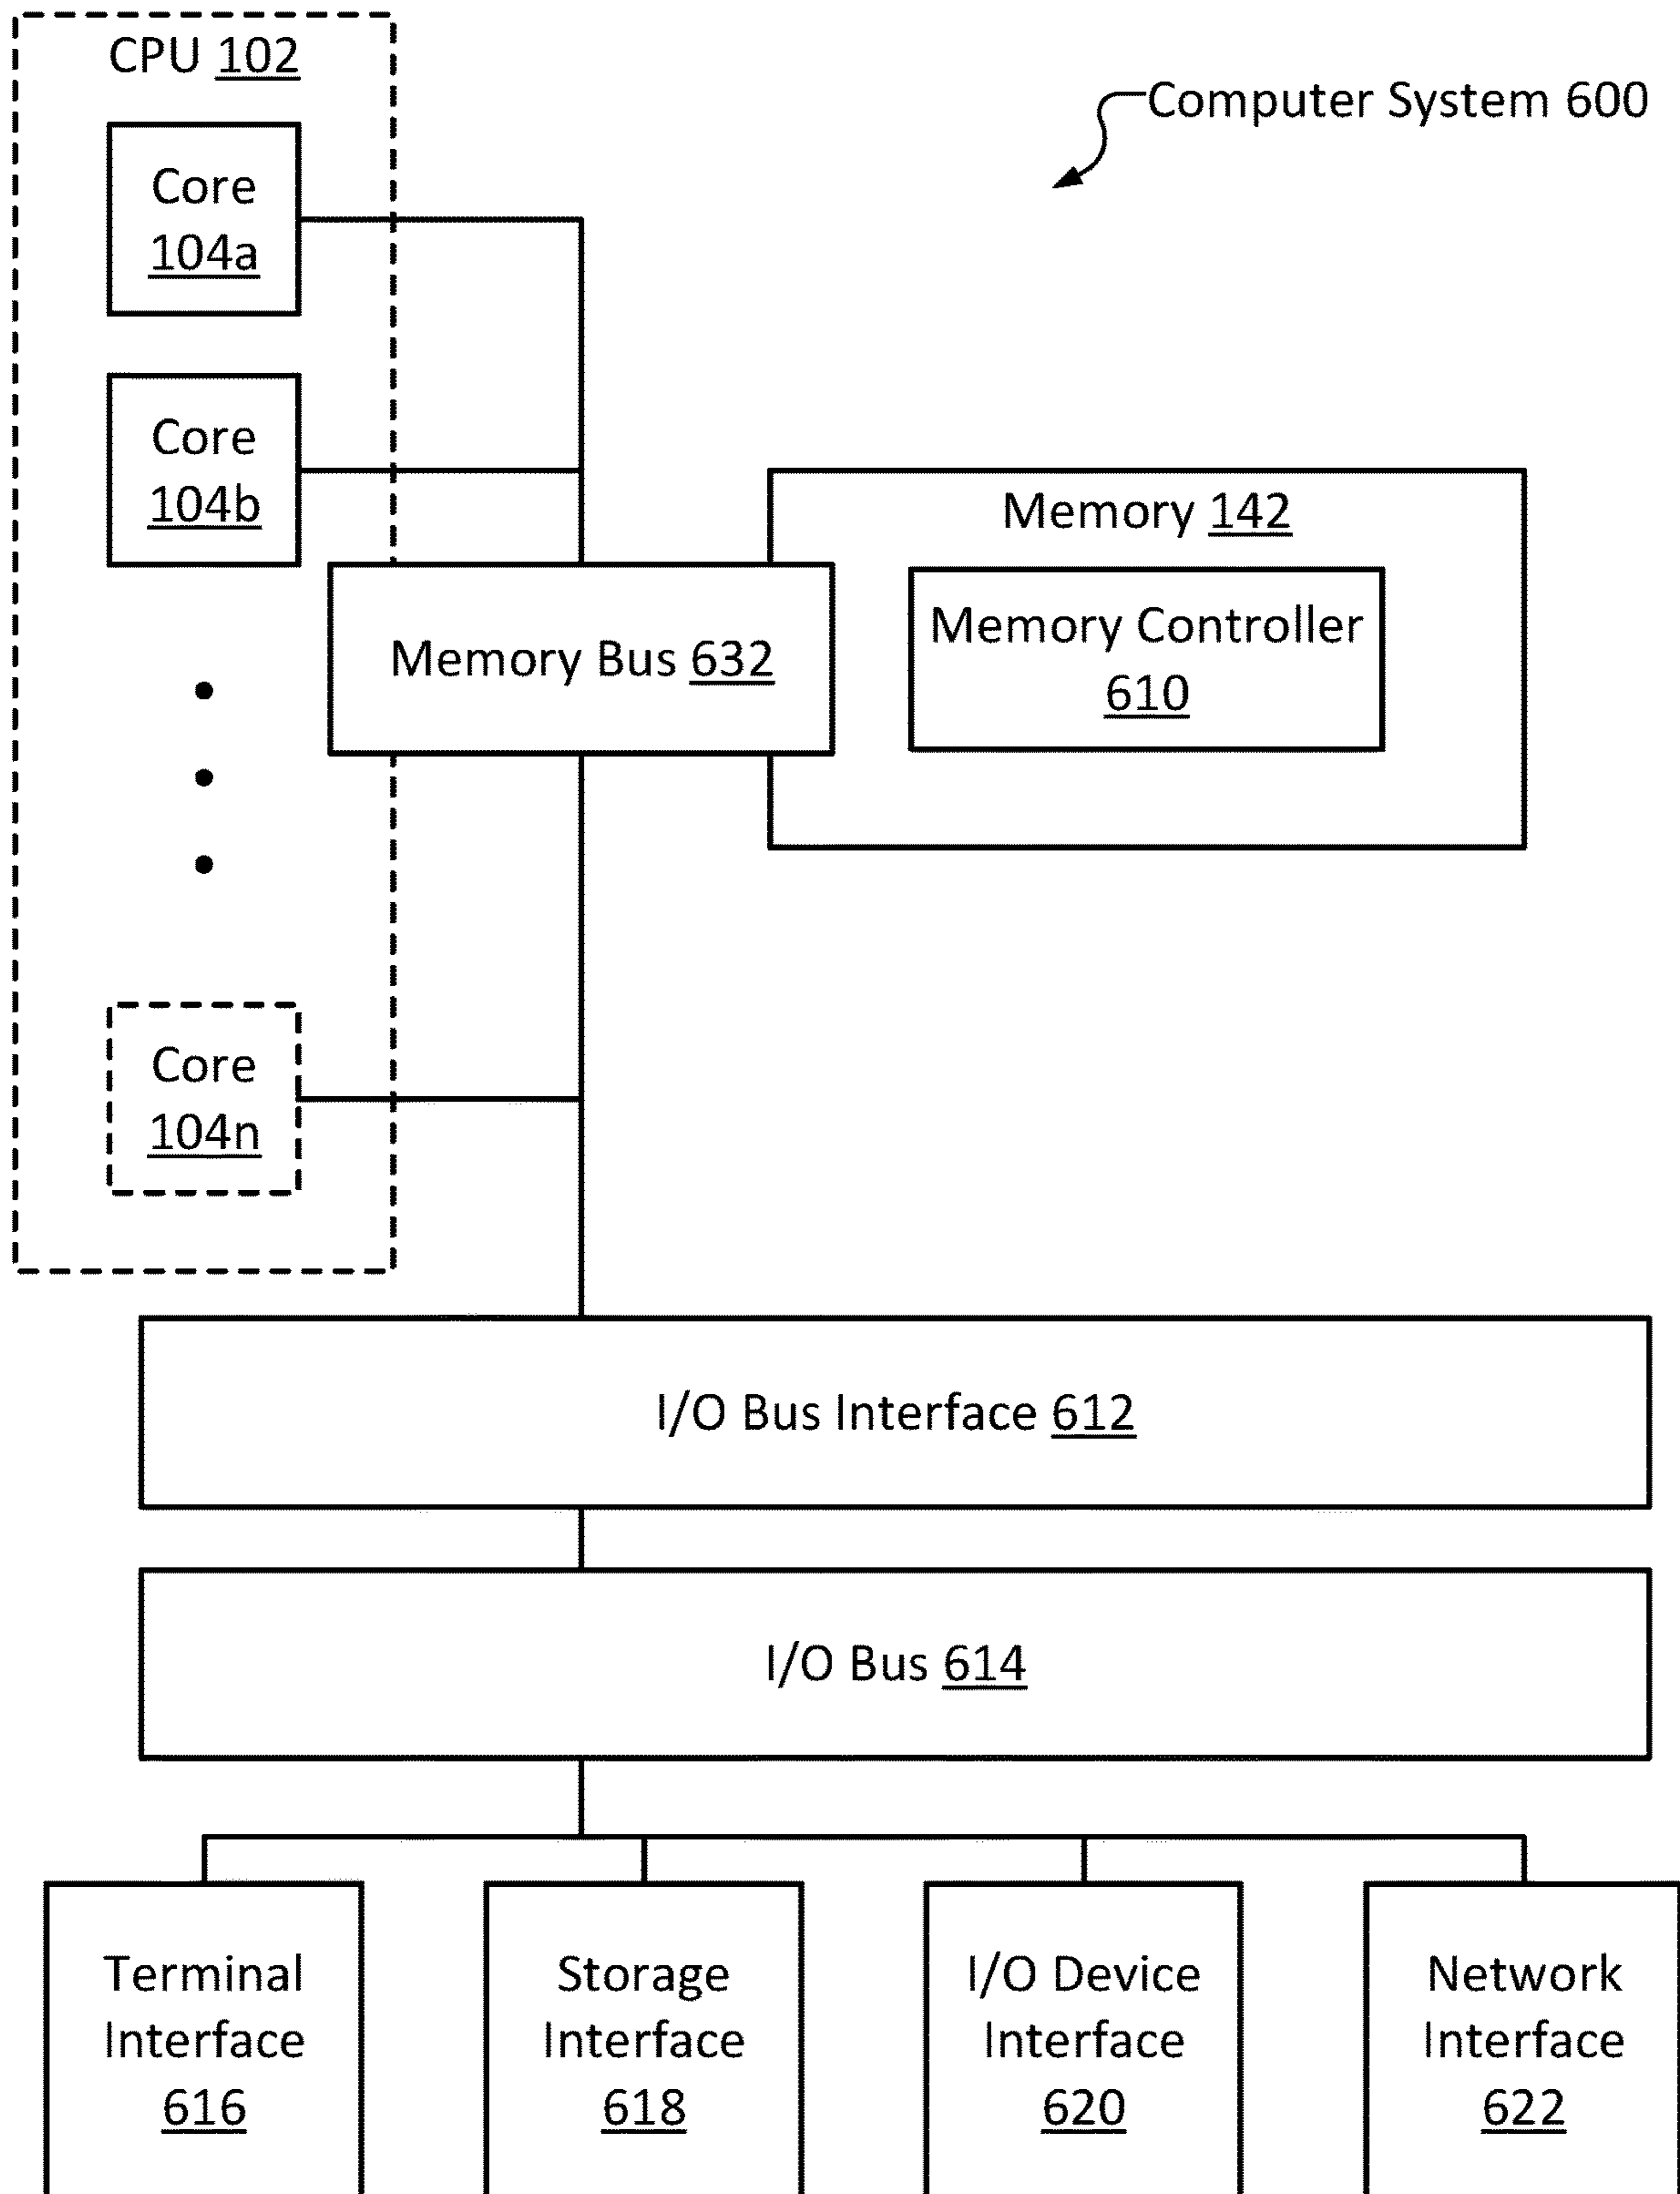 CPU 102
Computer System 600
Core
104a
Core
104b
Memory 142
Memory Controller
610
Memory Bus 632
Core
104n
I/O Bus Interface 612
I/O Bus 614
Terminal
Interface
616
Storage
Interface
618
I/O Device
Interface
620
Network
Interface
622